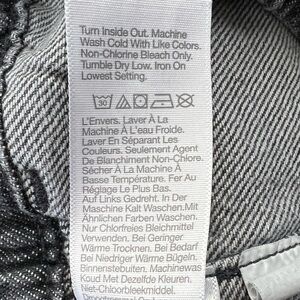 Turn Inside Out. Machine
Wash Cold With Like Colors.
Non-Chlorine Bleach Only.
Tumble Dry Low. Iron On
Lowest Setting.
30
L'Envers. Laver À La
Machine À L'eau Froide.
Laver En Séparant Les
Couleurs. Seulement Agent
De Blanchiment Non-Chlore.
Sécher À La Machine À
Basse Température. Fer Au
Réglage Le Plus Bas.
Auf Links Gedreht. In Der
Maschine Kalt Waschen.Mit
Ähnlichen Farben Waschen.
Nur Chlorfreies Bleichmittel
Verwenden. Bei Geringer
Wärme Trocknen. Bei Bedarf
Bei Niedriger Wärme Bügeln.
Binnenstebuiten. Machinewas
Koud Met Dezelfde Kleuren.
Niet-Chloorbleekmiddel.